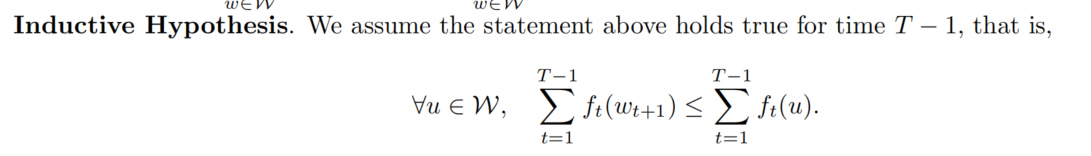 w∈𝒲 w∈𝒲
Inductive Hypothesis. We assume the statement above holds true for time T − 1, that is,
∀u ∈ 𝒲, ∑_{t=1}^{T−1} f_t(w_{t+1}) ≤ ∑_{t=1}^{T−1} f_t(u).